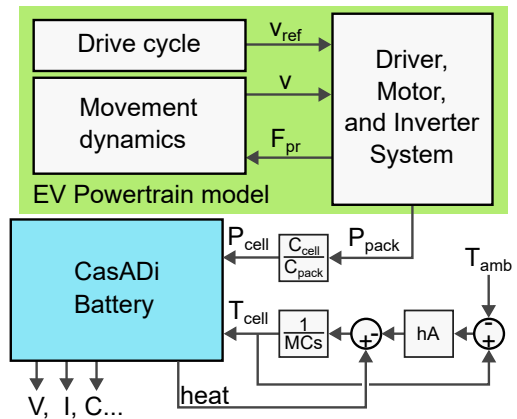 Drive cycle
v_ref
Movement
dynamics
v
F_pr
Driver,
Motor,
and Inverter
System
EV Powertrain model
CasADi
Battery
P_cell
C_cell
C_pack
P_pack
T_amb
T_cell
1
MCs
-
+
hA
-
+
heat
V, I, C...